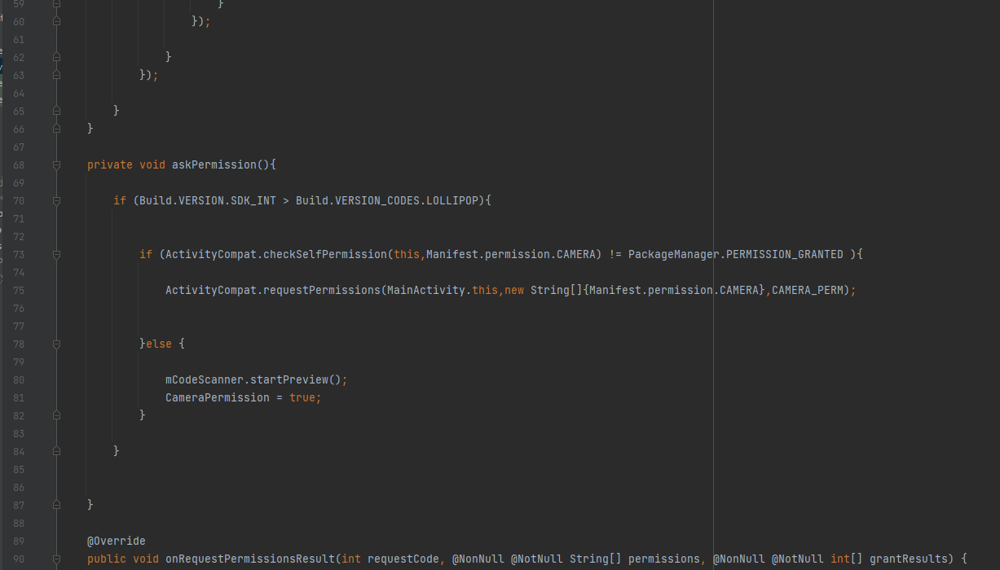 59 }
60 });
61
62 }
63 });
64
65 }
66 }
67
68 private void askPermission(){
69
70 if (Build.VERSION.SDK_INT > Build.VERSION_CODES.LOLLIPOP){
71
72
73 if (ActivityCompat.checkSelfPermission(this,Manifest.permission.CAMERA) != PackageManager.PERMISSION_GRANTED ){
74
75 ActivityCompat.requestPermissions(MainActivity.this,new String[]{Manifest.permission.CAMERA},CAMERA_PERM);
76
77
78 }else {
79
80 mCodeScanner.startPreview();
81 CameraPermission = true;
82 }
83
84 }
85
86
87 }
88
89 @Override
90 public void onRequestPermissionsResult(int requestCode, @NonNull @NotNull String[] permissions, @NonNull @NotNull int[] grantResults) {